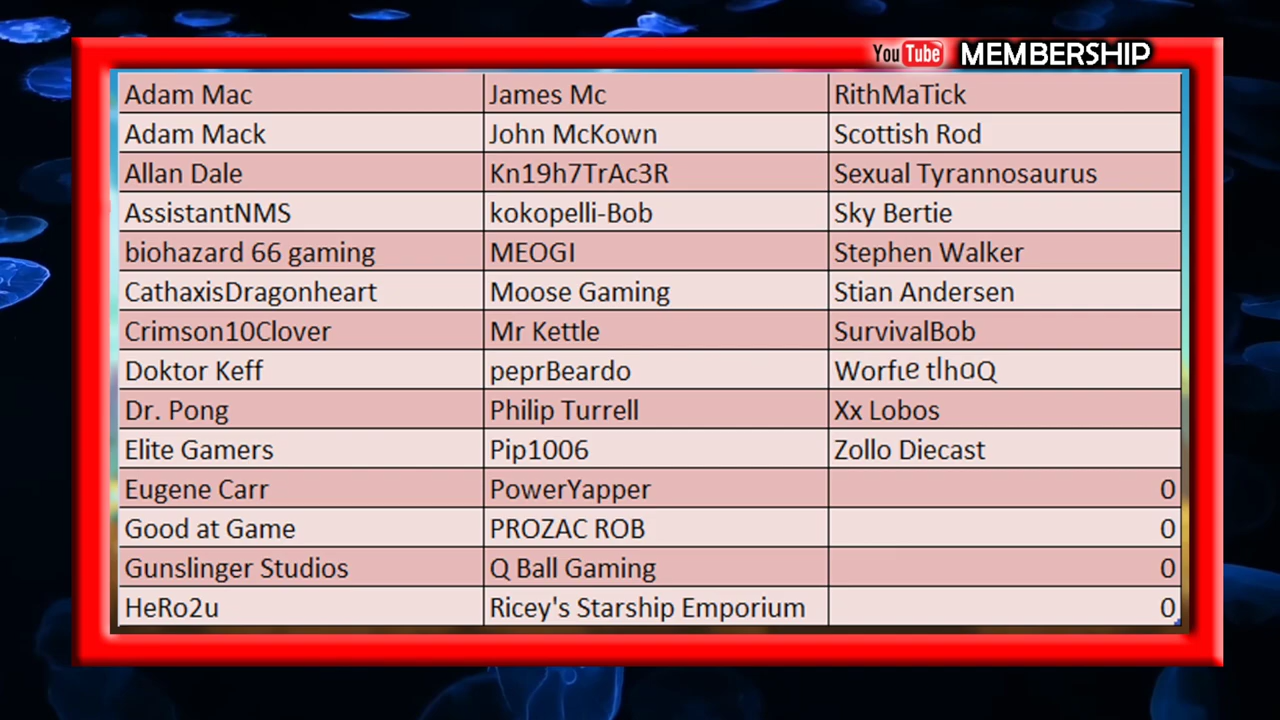 YouTube MEMBERSHIP
Adam Mac James Mc RithMaTick
Adam Mack John McKown Scottish Rod
Allan Dale Kn19h7TrAc3R Sexual Tyrannosaurus
AssistantNMS kokopelli-Bob Sky Bertie
biohazard 66 gaming MEOGI Stephen Walker
CathaxisDragonheart Moose Gaming Stian Andersen
Crimson10Clover Mr Kettle SurvivalBob
Doktor Keff peprBeardo Worfιɐ tlhɑQ
Dr. Pong Philip Turrell Xx Lobos
Elite Gamers Pip1006 Zollo Diecast
Eugene Carr PowerYapper 0
Good at Game PROZAC ROB 0
Gunslinger Studios Q Ball Gaming 0
HeRo2u Ricey's Starship Emporium 0